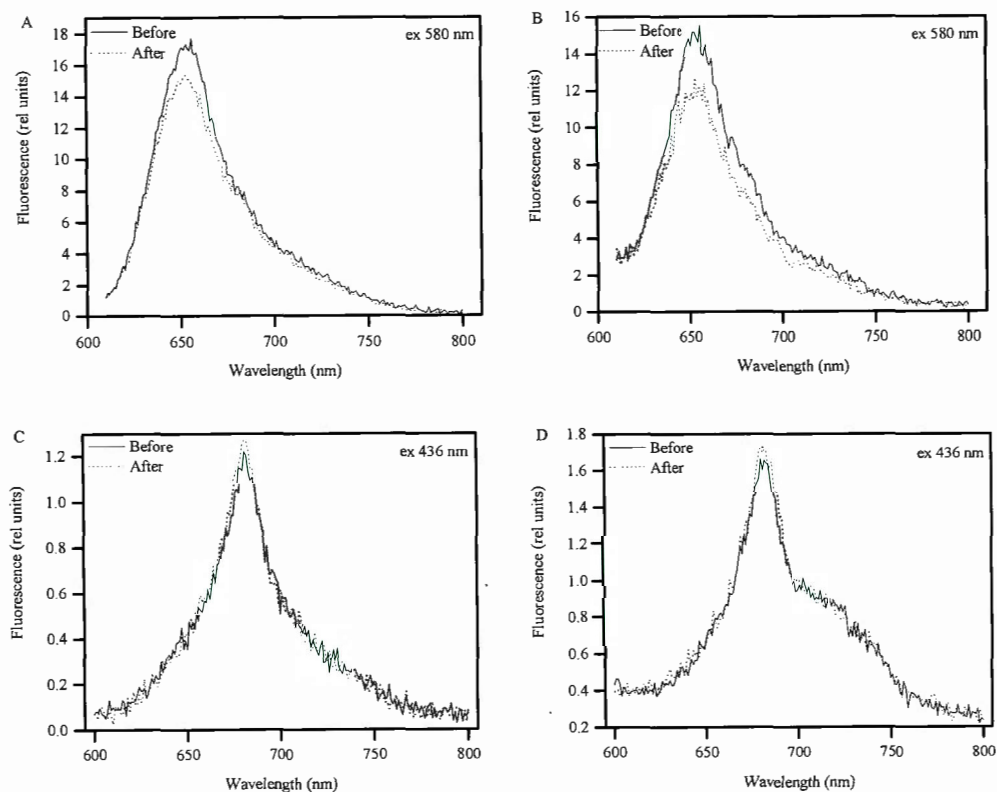 A
Before
After
ex 580 nm
18
16
14
12
10
8
6
4
2
0
Fluorescence (rel units)
600 650 700 750 800
Wavelength (nm)
B
Before
After
ex 580 nm
16
14
12
10
8
6
4
2
0
Fluorescence (rel units)
600 650 700 750 800
Wavelength (nm)
C
Before
After
ex 436 nm
1.2
1.0
0.8
0.6
0.4
0.2
0.0
Fluorescence (rel units)
600 650 700 750 800
Wavelength (nm)
D
Before
After
ex 436 nm
1.8
1.6
1.4
1.2
1.0
0.8
0.6
0.4
0.2
Fluorescence (rel units)
600 650 700 750 800
Wavelength (nm)